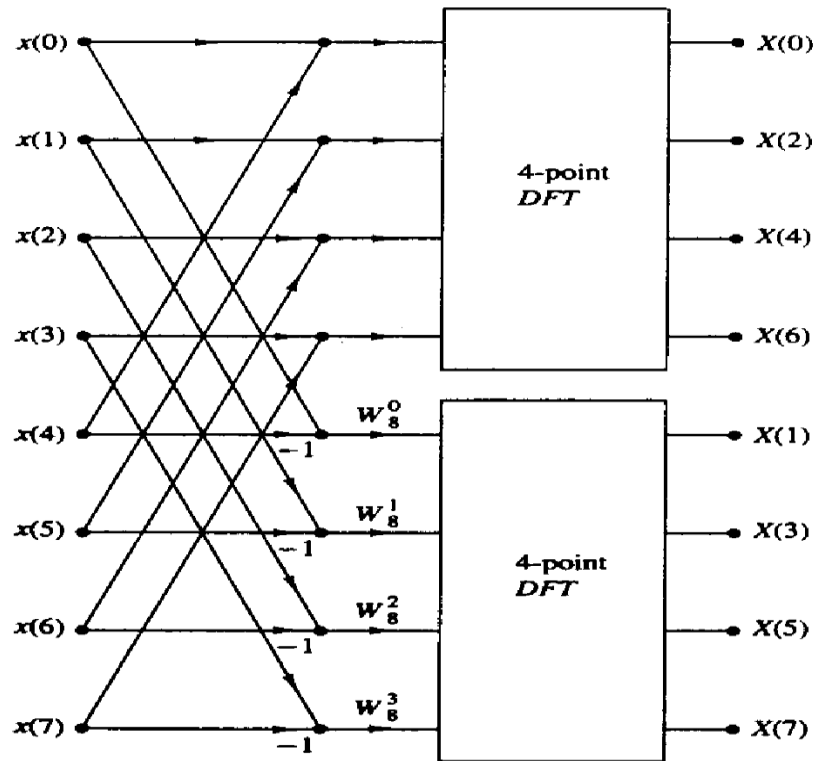 x(0) X(0)
x(1) X(2)
4-point
DFT
x(2) X(4)
x(3) X(6)
x(4) -1 W_8^0 X(1)
x(5) -1 W_8^1 X(3)
4-point
DFT
x(6) -1 W_8^2 X(5)
x(7) -1 W_8^3 X(7)